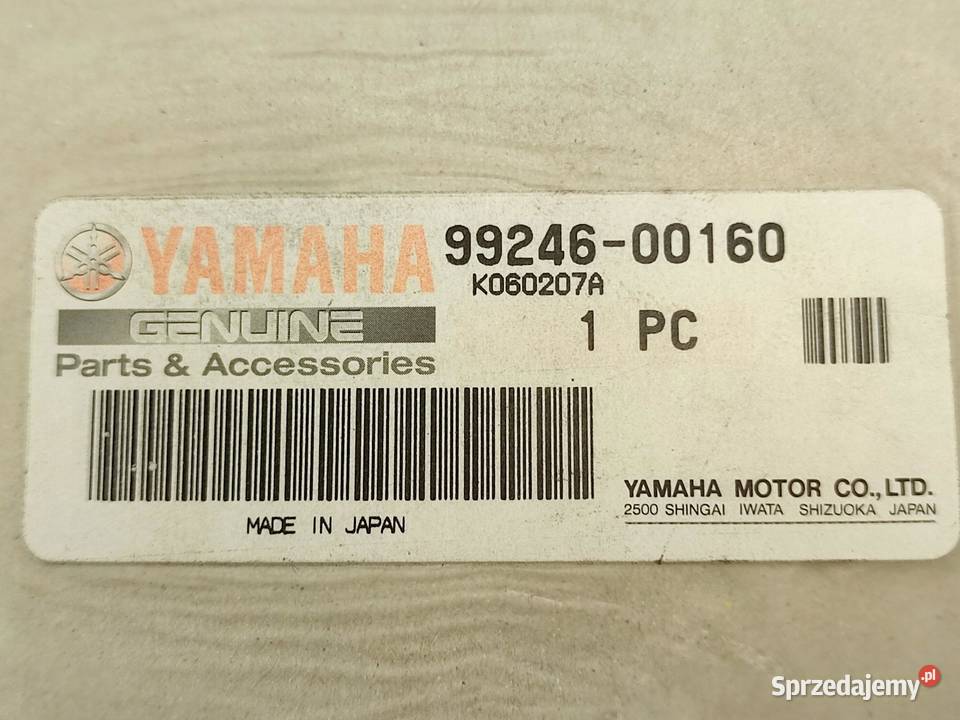 YAMAHA 99246-00160
K060207A
GENUINE
1 PC
Parts & Accessories
YAMAHA MOTOR CO.,LTD.
2500 SHINGAI IWATA SHIZUOKA JAPAN
MADE IN JAPAN
Sprzedajemy.pl